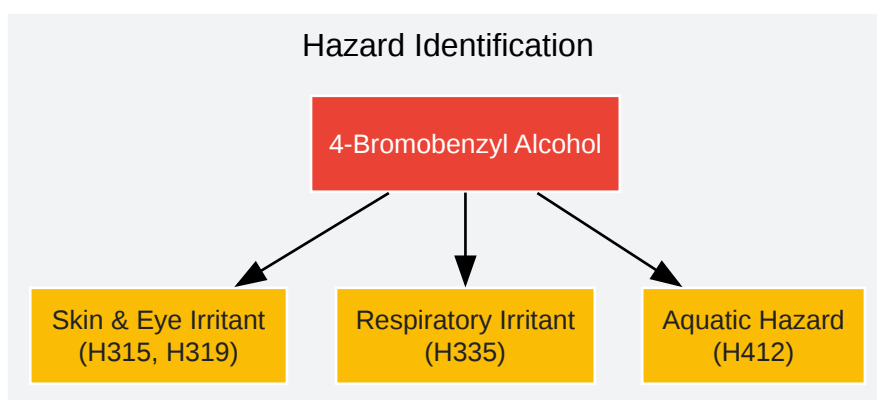 Hazard Identification
4-Bromobenzyl Alcohol
Skin & Eye Irritant
(H315, H319)
Respiratory Irritant
(H335)
Aquatic Hazard
(H412)